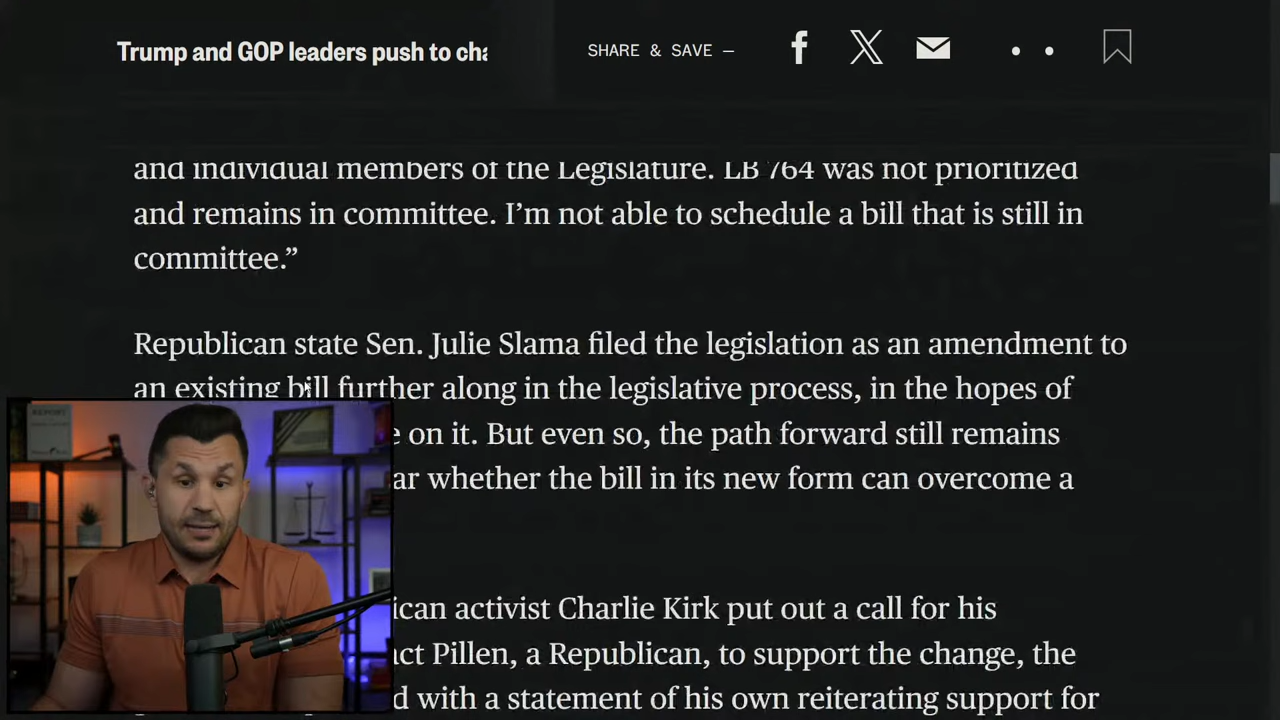 Trump and GOP leaders push to cha
SHARE & SAVE —
and individual members of the Legislature. LB 764 was not prioritized
and remains in committee. I’m not able to schedule a bill that is still in
committee.”
Republican state Sen. Julie Slama filed the legislation as an amendment to
an existing bill further along in the legislative process, in the hopes of
e on it. But even so, the path forward still remains
ar whether the bill in its new form can overcome a
ican activist Charlie Kirk put out a call for his
act Pillen, a Republican, to support the change, the
d with a statement of his own reiterating support for
REPORT